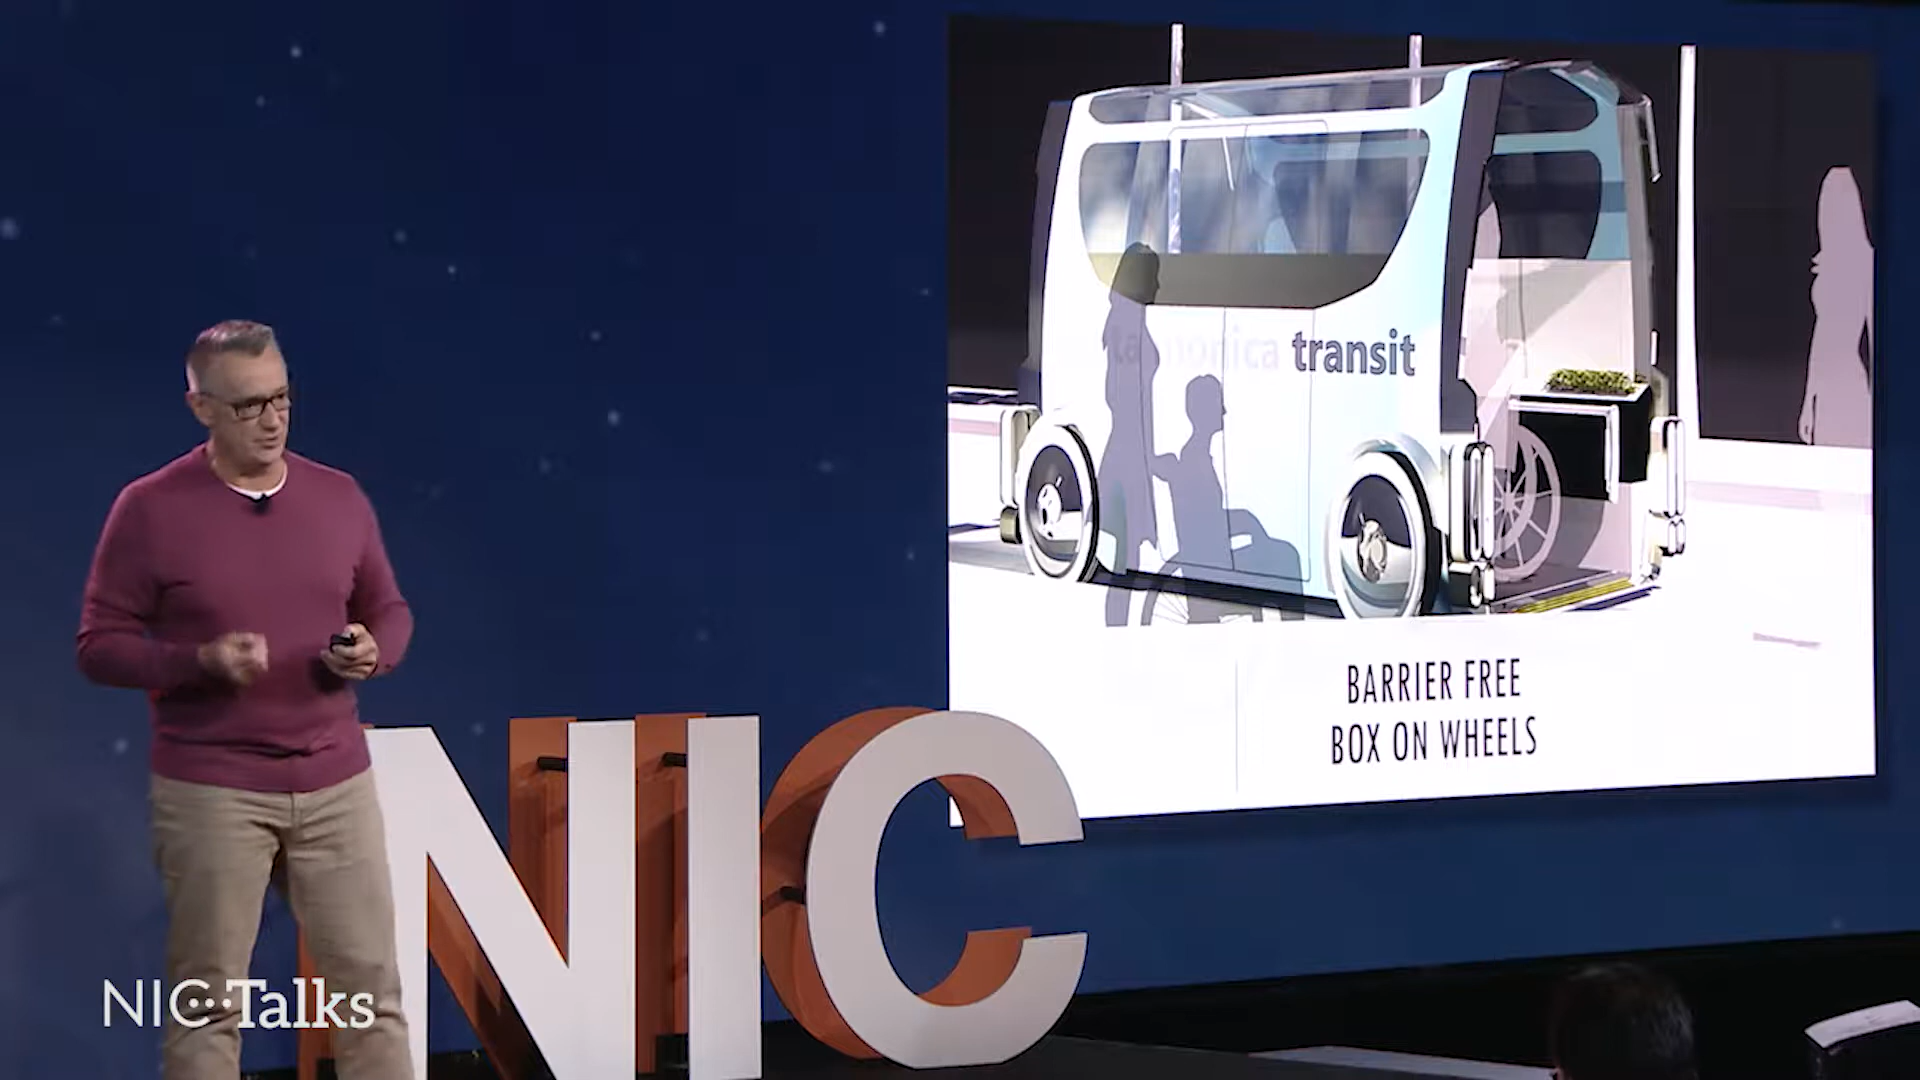 transit
BARRIER FREE
BOX ON WHEELS
NIC
NIC Talks